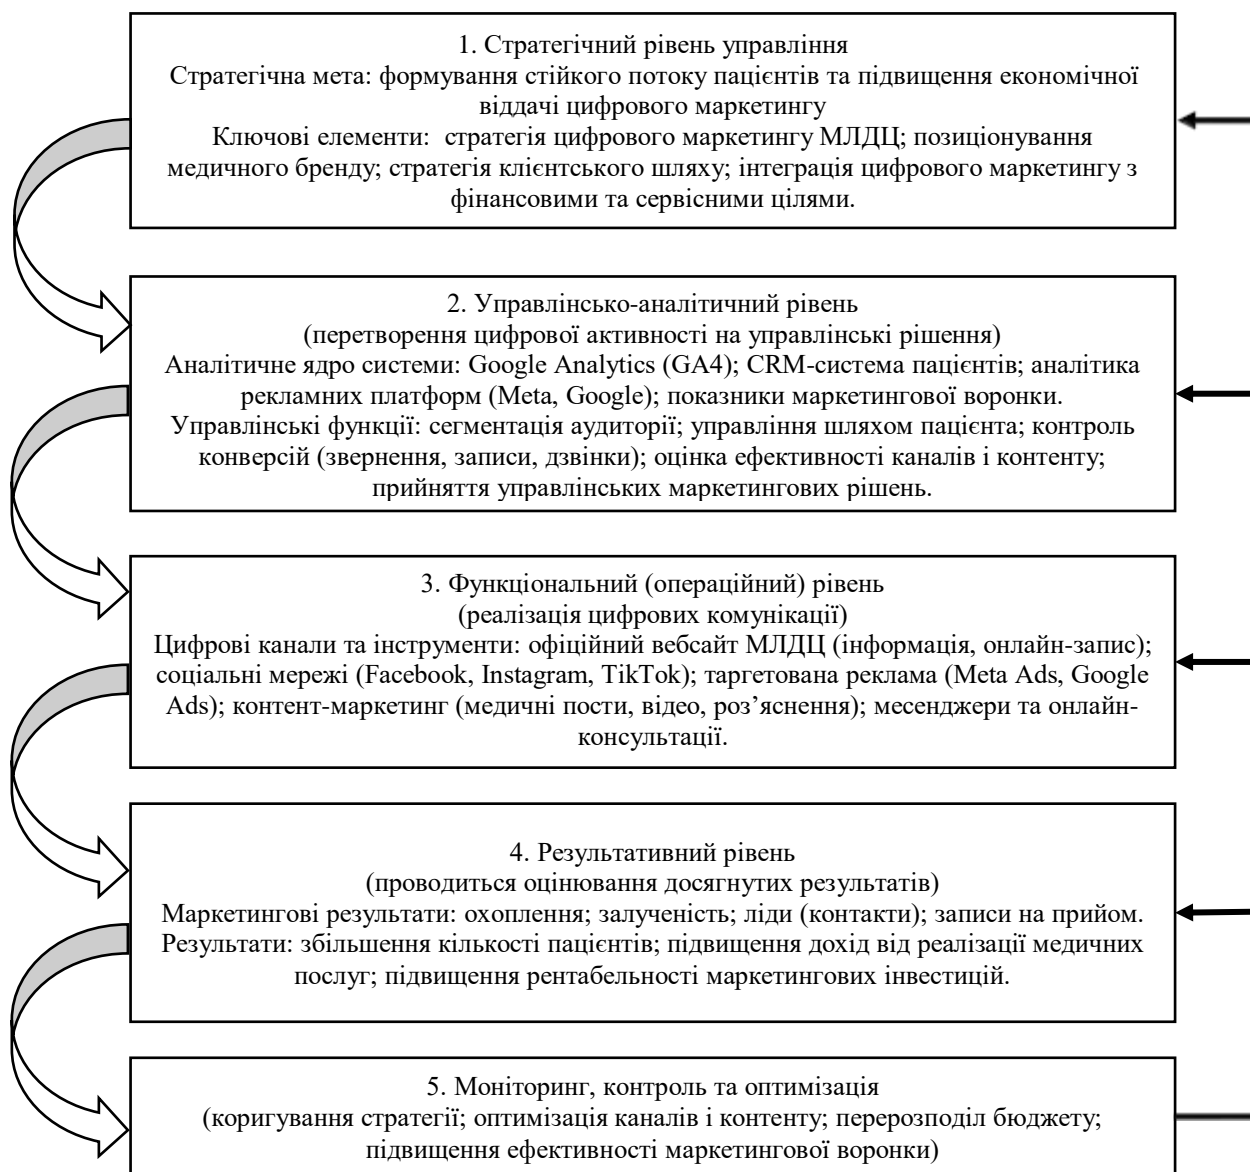 1. Стратегічний рівень управління
Стратегічна мета: формування стійкого потоку пацієнтів та підвищення економічної
віддачі цифрового маркетингу
Ключові елементи: стратегія цифрового маркетингу МЛДЦ; позиціонування
медичного бренду; стратегія клієнтського шляху; інтеграція цифрового маркетингу з
фінансовими та сервісними цілями.
2. Управлінсько-аналітичний рівень
(перетворення цифрової активності на управлінські рішення)
Аналітичне ядро системи: Google Analytics (GA4); CRM-система пацієнтів; аналітика
рекламних платформ (Meta, Google); показники маркетингової воронки.
Управлінські функції: сегментація аудиторії; управління шляхом пацієнта; контроль
конверсій (звернення, записи, дзвінки); оцінка ефективності каналів і контенту;
прийняття управлінських маркетингових рішень.
3. Функціональний (операційний) рівень
(реалізація цифрових комунікації)
Цифрові канали та інструменти: офіційний вебсайт МЛДЦ (інформація, онлайн-запис);
соціальні мережі (Facebook, Instagram, TikTok); таргетована реклама (Meta Ads, Google
Ads); контент-маркетинг (медичні пости, відео, роз’яснення); месенджери та онлайн-
консультації.
4. Результативний рівень
(проводиться оцінювання досягнутих результатів)
Маркетингові результати: охоплення; залученість; ліди (контакти); записи на прийом.
Результати: збільшення кількості пацієнтів; підвищення дохід від реалізації медичних
послуг; підвищення рентабельності маркетингових інвестицій.
5. Моніторинг, контроль та оптимізація
(коригування стратегії; оптимізація каналів і контенту; перерозподіл бюджету;
підвищення ефективності маркетингової воронки)